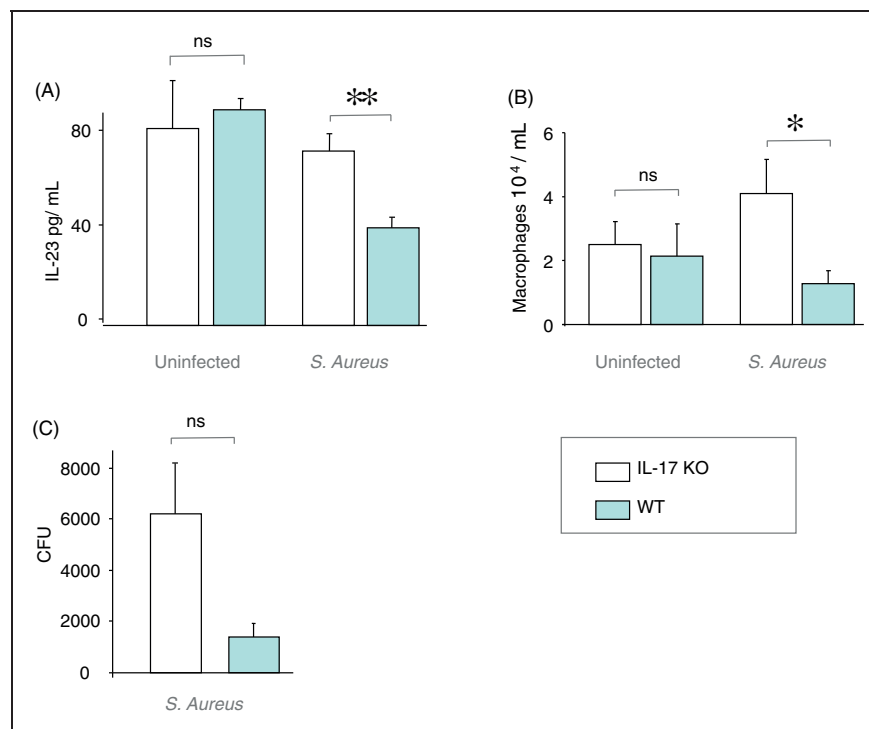 (A)
ns
**
80
40
0
IL-23 pg/ mL
Uninfected
S. Aureus
(B)
ns
*
6
4
2
0
Macrophages 10⁴/ mL
Uninfected
S. Aureus
(C)
ns
8000
6000
4000
2000
0
CFU
S. Aureus
IL-17 KO
WT